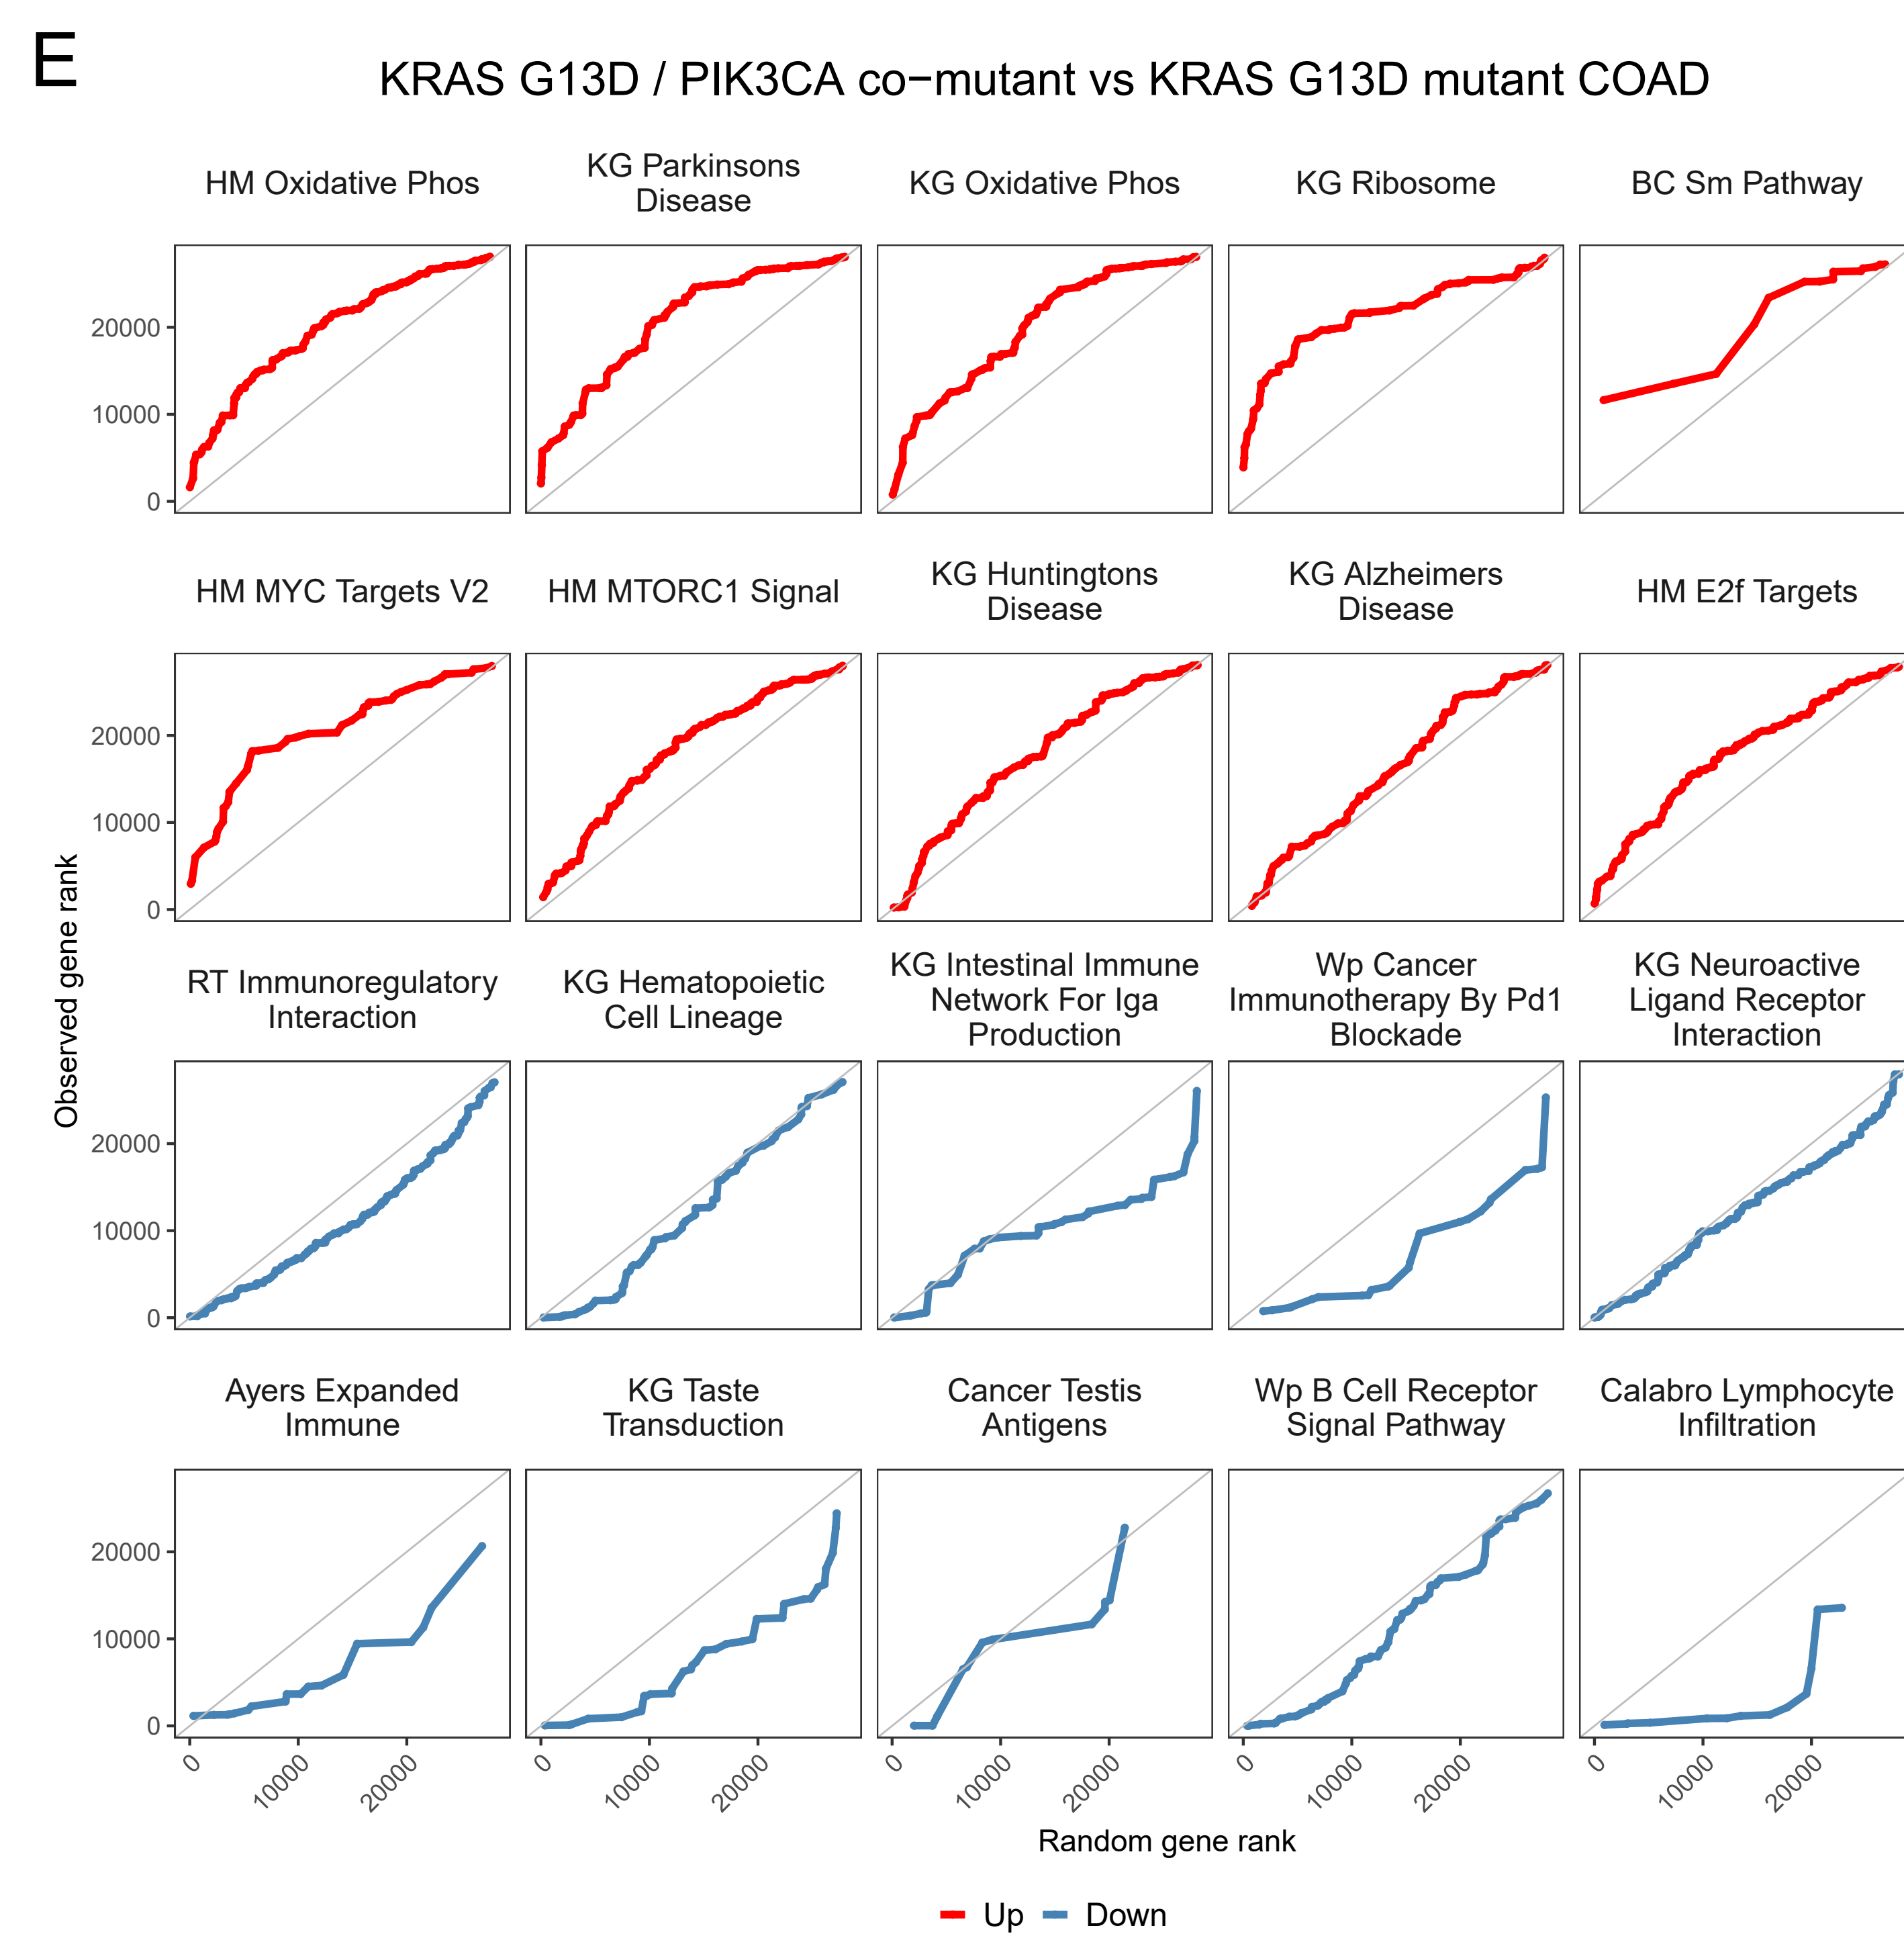 E
KRAS G13D / PIK3CA co−mutant vs KRAS G13D mutant COAD
HM Oxidative Phos
KG Parkinsons
Disease
KG Oxidative Phos
KG Ribosome
BC Sm Pathway
20000
10000
0
HM MYC Targets V2
HM MTORC1 Signal
KG Huntingtons
Disease
KG Alzheimers
Disease
HM E2f Targets
20000
10000
0
Observed gene rank
RT Immunoregulatory
Interaction
KG Hematopoietic
Cell Lineage
KG Intestinal Immune
Network For Iga
Production
Wp Cancer
Immunotherapy By Pd1
Blockade
KG Neuroactive
Ligand Receptor
Interaction
20000
10000
0
Ayers Expanded
Immune
KG Taste
Transduction
Cancer Testis
Antigens
Wp B Cell Receptor
Signal Pathway
Calabro Lymphocyte
Infiltration
20000
10000
0
0 10000 20000 0 10000 20000 0 10000 20000 0 10000 20000 0 10000 20000
Random gene rank
Up Down